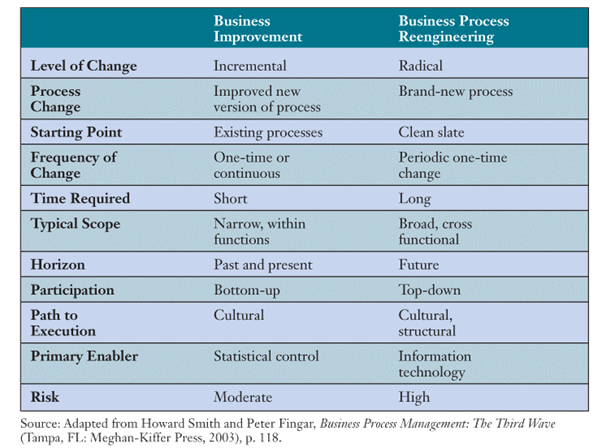 Business Improvement Business Process Reengineering
Level of Change Incremental Radical
Process Change Improved new version of process Brand-new process
Starting Point Existing processes Clean slate
Frequency of Change One-time or continuous Periodic one-time change
Time Required Short Long
Typical Scope Narrow, within functions Broad, cross functional
Horizon Past and present Future
Participation Bottom-up Top-down
Path to Execution Cultural Cultural, structural
Primary Enabler Statistical control Information technology
Risk Moderate High
Source: Adapted from Howard Smith and Peter Fingar, Business Process Management: The Third Wave
(Tampa, FL: Meghan-Kiffer Press, 2003), p. 118.